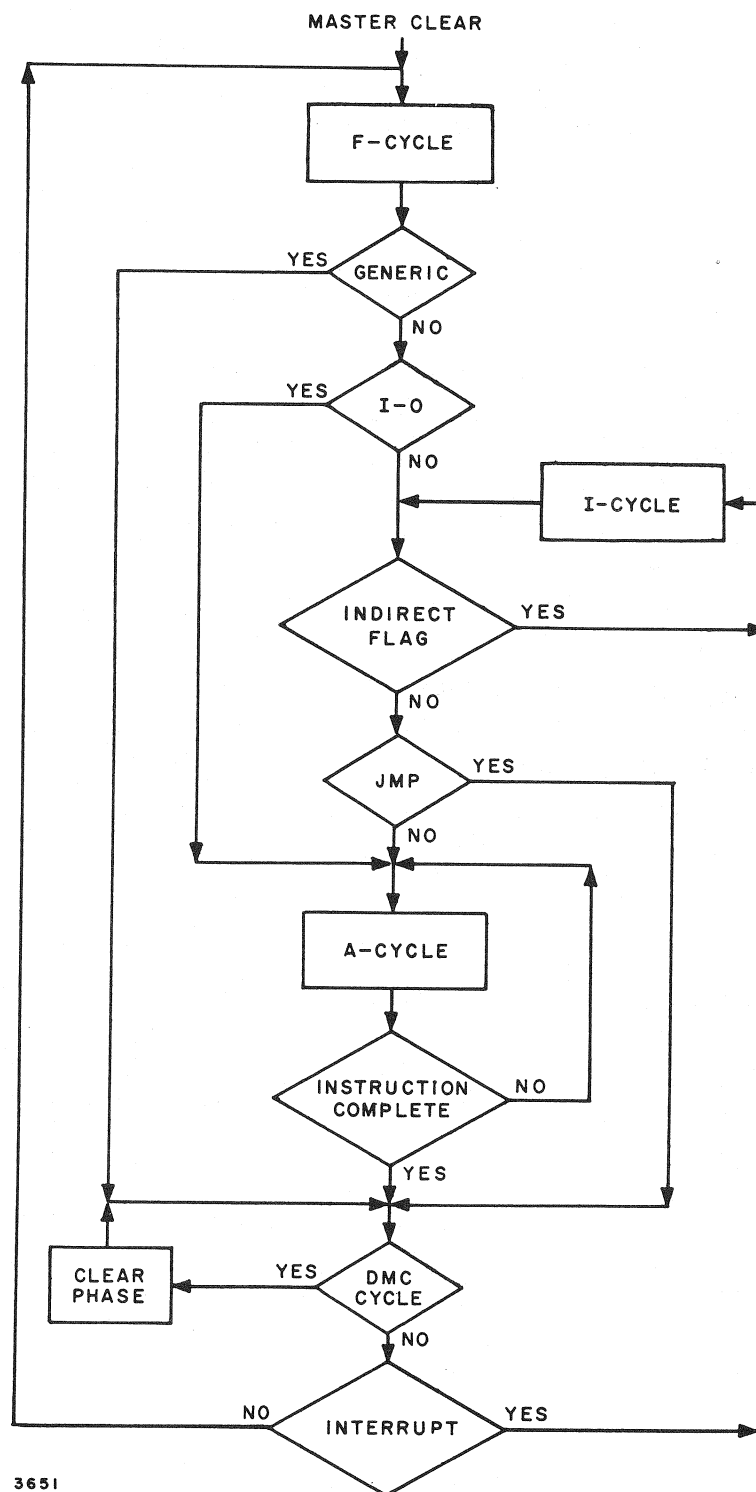 MASTER CLEAR
F-CYCLE
YES
GENERIC
NO
YES
I-O
NO
I-CYCLE
INDIRECT
FLAG
YES
NO
JMP
YES
NO
A-CYCLE
INSTRUCTION
COMPLETE
NO
YES
CLEAR
PHASE
YES
DMC
CYCLE
NO
NO
INTERRUPT
YES
3651